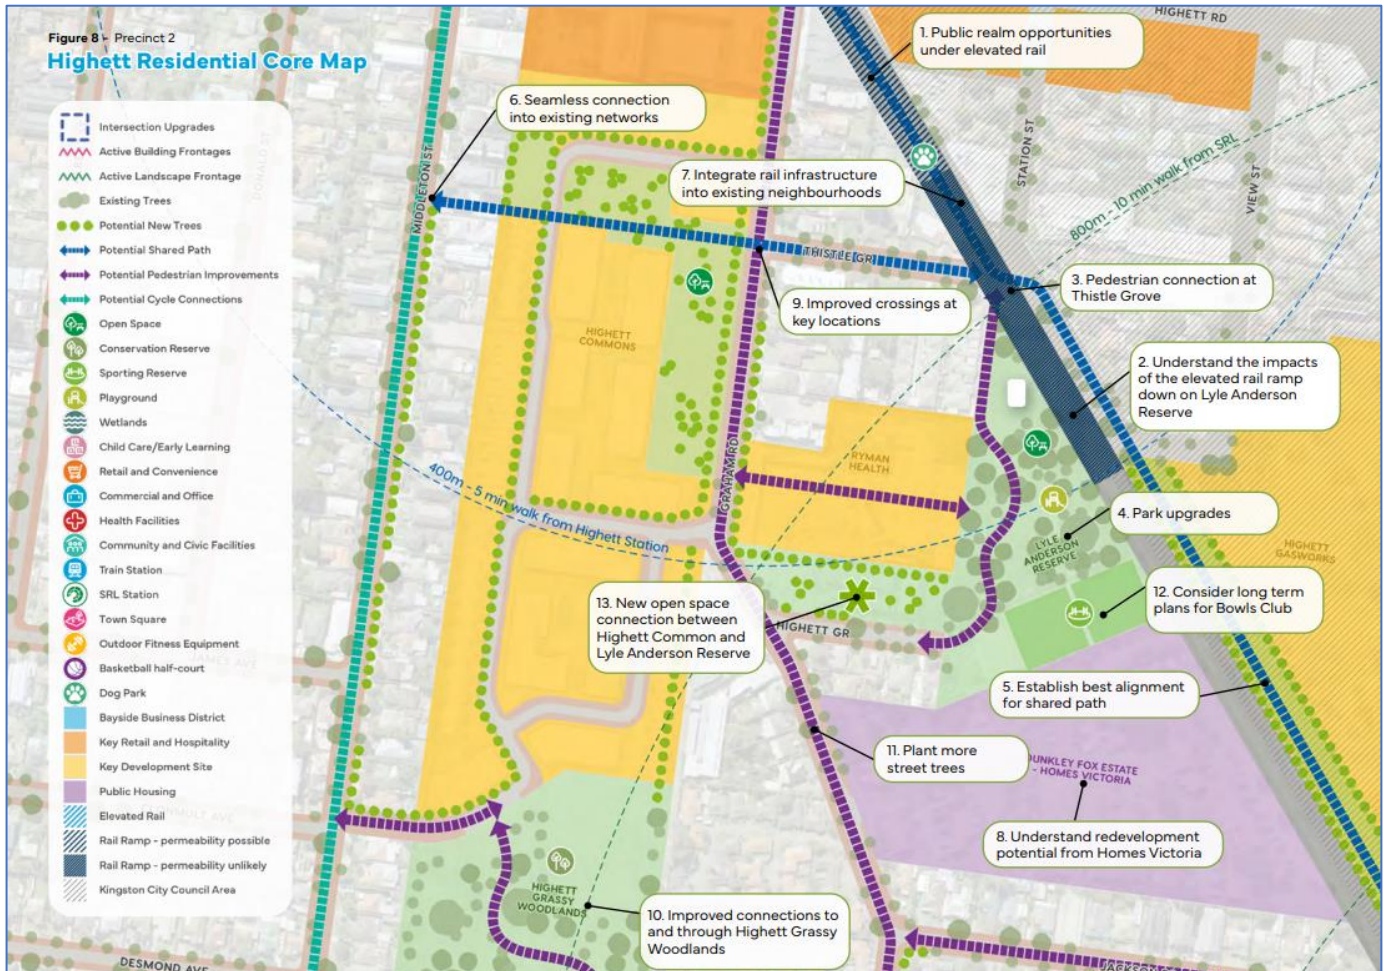 Figure 8 - Precinct 2
Highett Residential Core Map
Intersection Upgrades
Active Building Frontages
Active Landscape Frontage
Existing Trees
Potential New Trees
Potential Shared Path
Potential Pedestrian Improvements
Potential Cycle Connections
Open Space
Conservation Reserve
Sporting Reserve
Playground
Wetlands
Child Care/Early Learning
Retail and Convenience
Commercial and Office
Health Facilities
Community and Civic Facilities
Train Station
SRL Station
Town Square
Outdoor Fitness Equipment
Basketball half-court
Dog Park
Bayside Business District
Key Retail and Hospitality
Key Development Site
Public Housing
Elevated Rail
Rail Ramp - permeability possible
Rail Ramp - permeability unlikely
Kingston City Council Area
HIGHETT RD
1. Public realm opportunities
under elevated rail
6. Seamless connection
into existing networks
MIDDLETON ST
7. Integrate rail infrastructure
into existing neighbourhoods
STATION ST
VIEW ST
800m - 10 min walk from SRL
THISTLE GR
3. Pedestrian connection at
Thistle Grove
9. Improved crossings at
key locations
HIGHETT
COMMONS
2. Understand the impacts
of the elevated rail ramp
down on Lyle Anderson
Reserve
GRAHAM RD
RYMAN
HEALTH
400m - 5 min walk from Highett Station
4. Park upgrades
LYLE
ANDERSON
RESERVE
HIGHETT
GASWORKS
13. New open space
connection between
Highett Common and
Lyle Anderson Reserve
12. Consider long term
plans for Bowls Club
HIGHETT GR
5. Establish best alignment
for shared path
11. Plant more
street trees
DUNKLEY FOX ESTATE
- HOMES VICTORIA
8. Understand redevelopment
potential from Homes Victoria
HIGHETT
GRASSY
WOODLANDS
10. Improved connections to
and through Highett Grassy
Woodlands
DESMOND AVE